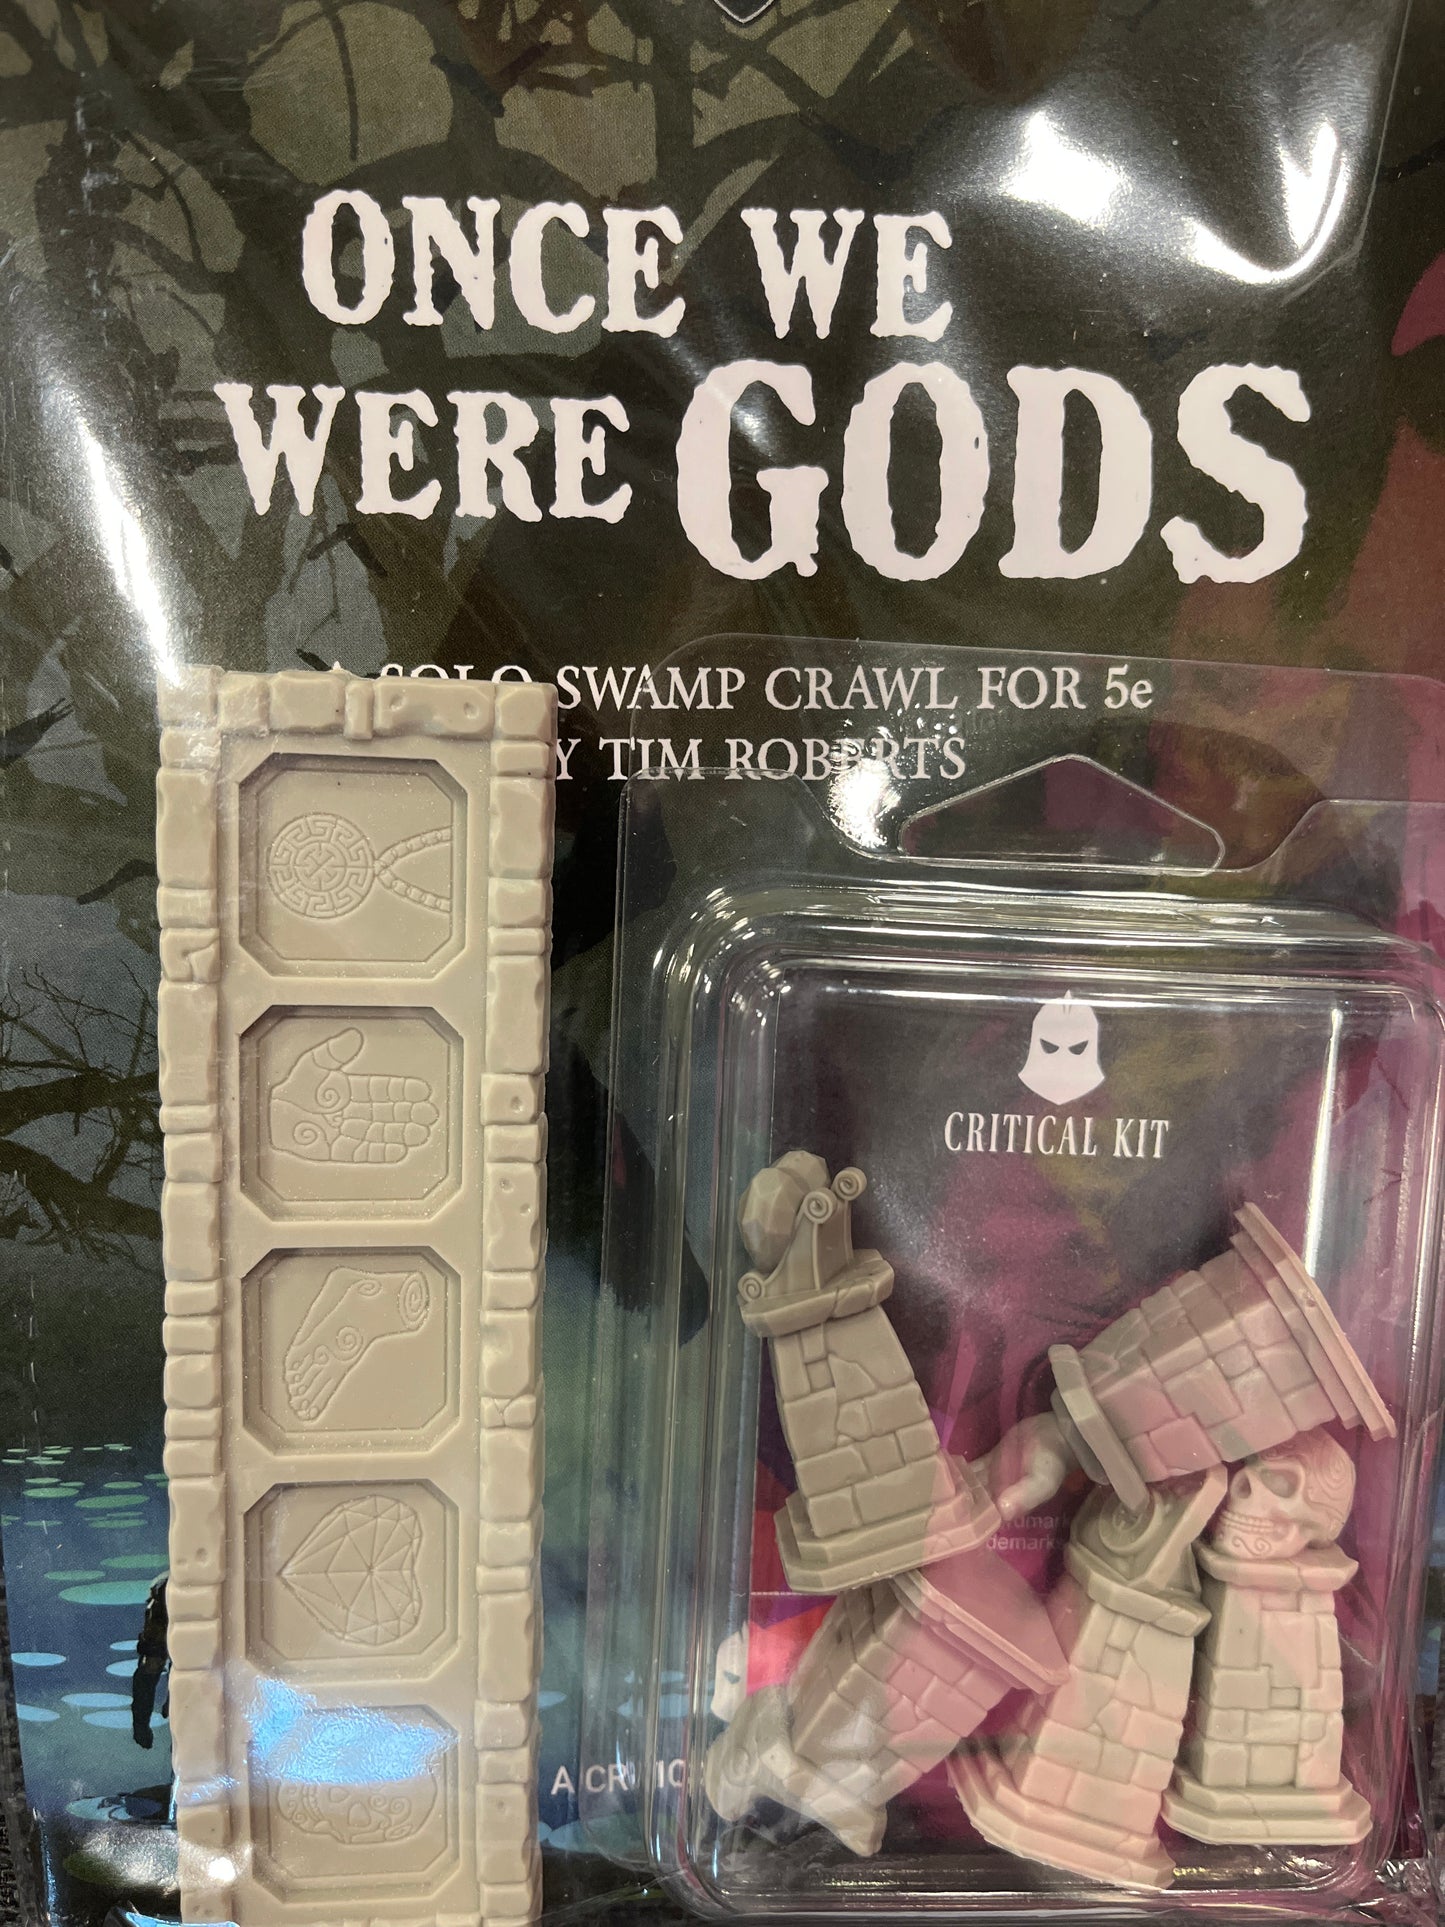 ONCE WE
WERE GODS
SOLO SWAMP CRAWL FOR 5e
TIM ROBERTS
CRITICAL KIT
A